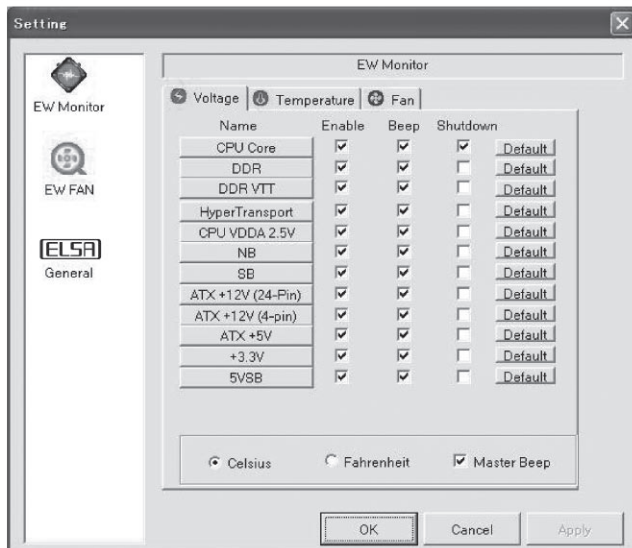 Setting
EW Monitor
EW FAN
ELSA
General
EW Monitor
Voltage Temperature Fan
Name Enable Beep Shutdown
CPU Core Default
DDR Default
DDR VTT Default
HyperTransport Default
CPU VDDA 2.5V Default
NB Default
SB Default
ATX +12V (24-Pin) Default
ATX +12V (4-pin) Default
ATX +5V Default
+3.3V Default
5VSB Default
Celsius Fahrenheit Master Beep
OK Cancel Apply